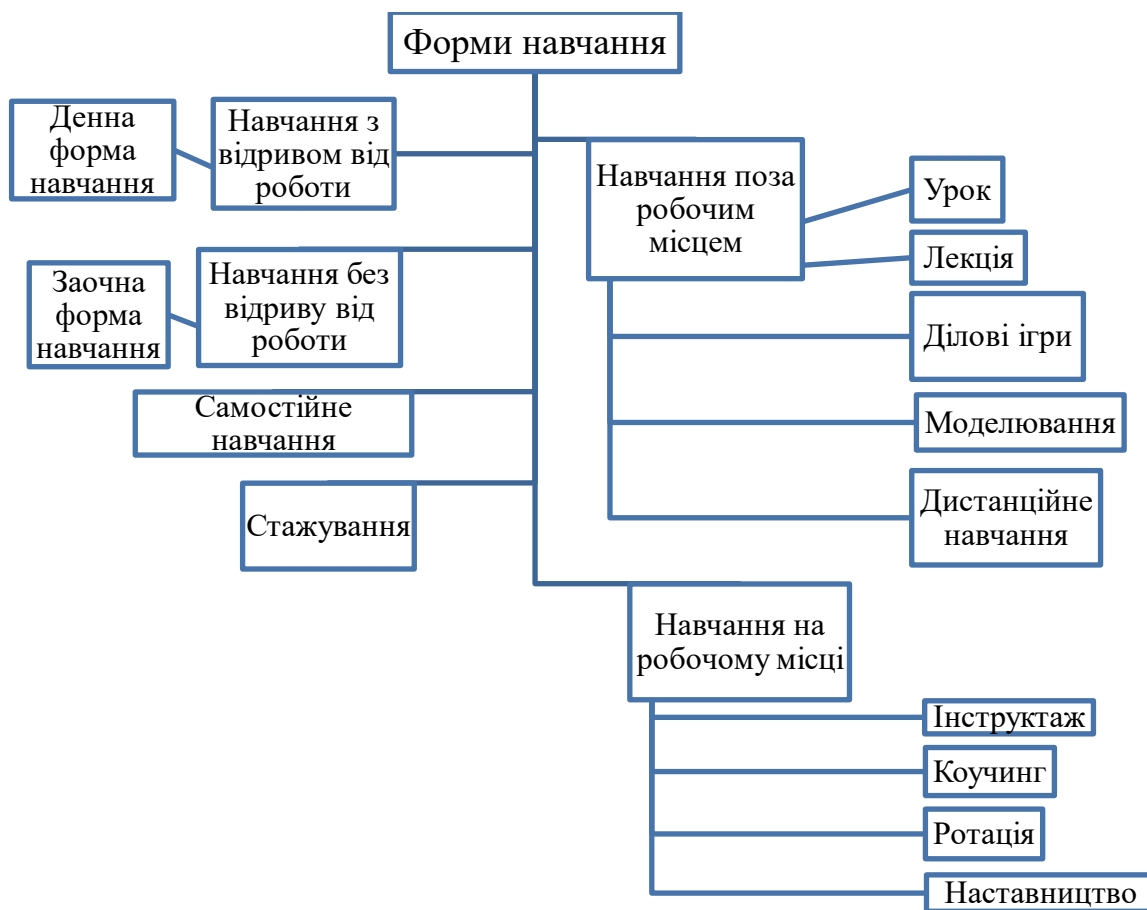 Форми навчання
Денна
форма
навчання
Навчання з
відривом від
роботи
Заочна
форма
навчання
Навчання без
відриву від
роботи
Самостійне
навчання
Стажування
Навчання поза
робочим
місцем
Урок
Лекція
Ділові ігри
Моделювання
Дистанційне
навчання
Навчання на
робочому місці
Інструктаж
Коучинг
Ротація
Наставництво